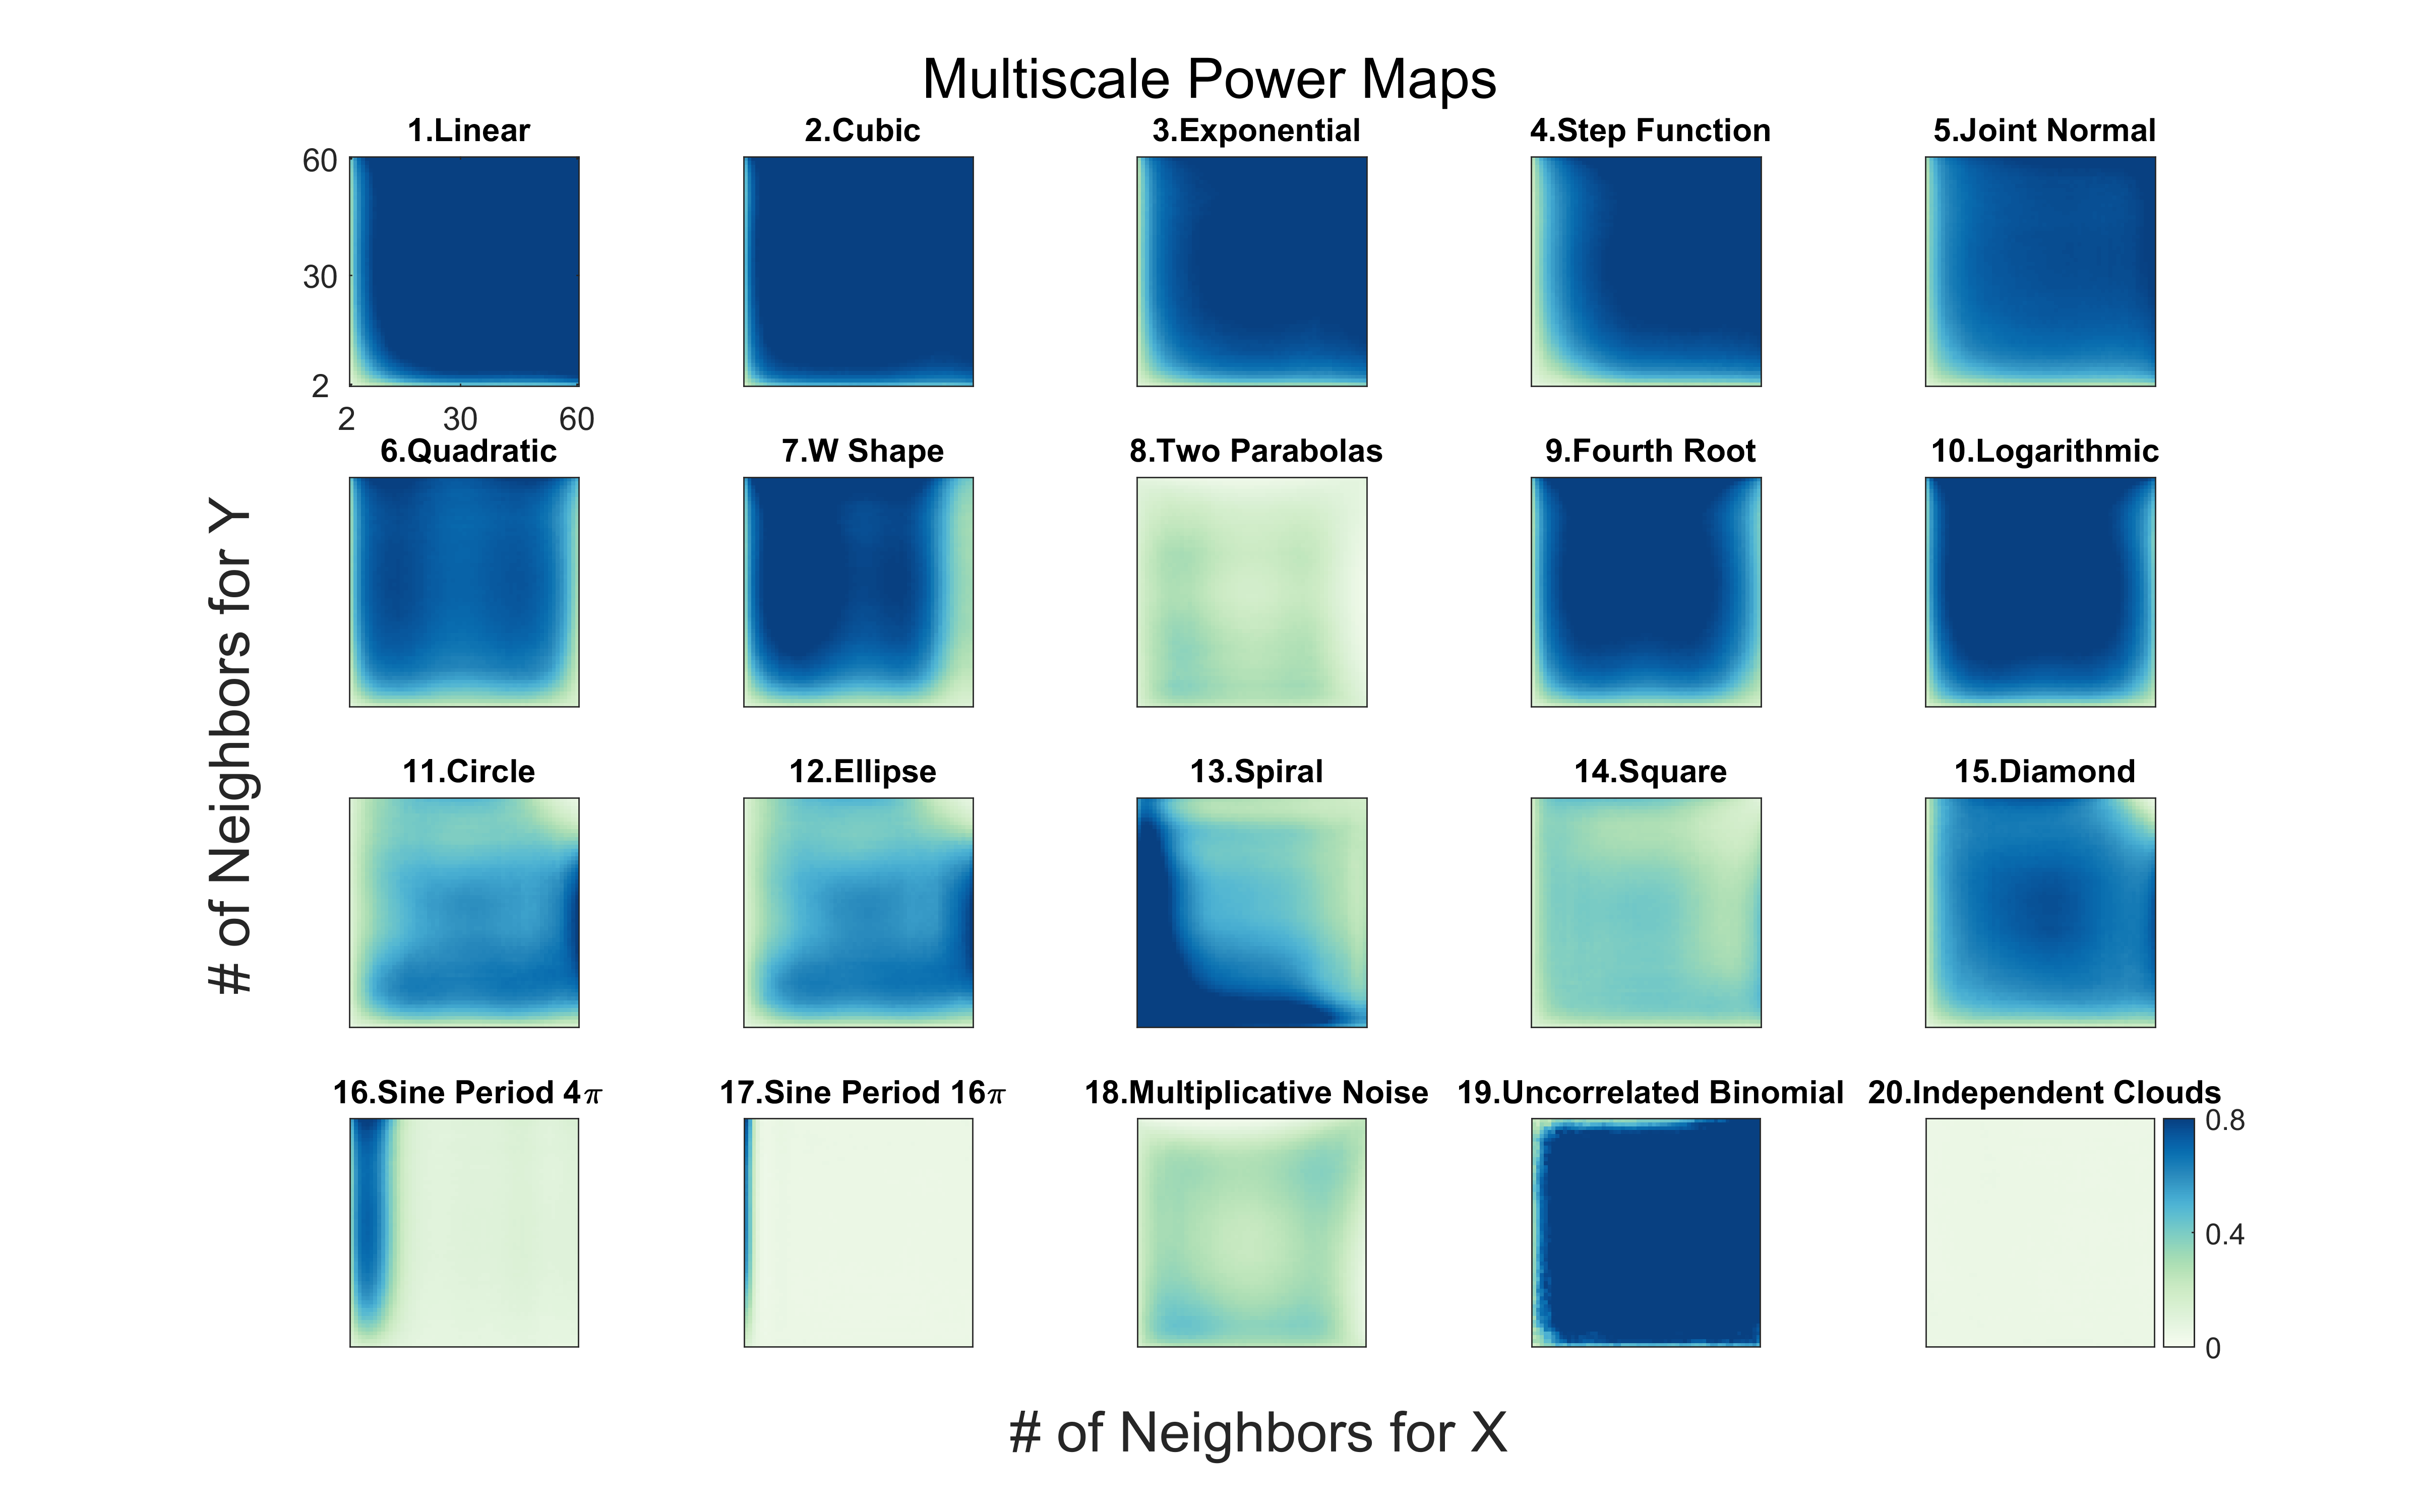 Multiscale Power Maps
1.Linear
2.Cubic
3.Exponential
4.Step Function
5.Joint Normal
60
30
2
2
30
60
6.Quadratic
7.W Shape
8.Two Parabolas
9.Fourth Root
10.Logarithmic
# of Neighbors for Y
11.Circle
12.Ellipse
13.Spiral
14.Square
15.Diamond
16.Sine Period 4π
17.Sine Period 16π
18.Multiplicative Noise
19.Uncorrelated Binomial
20.Independent Clouds
0.8
0.4
0
# of Neighbors for X